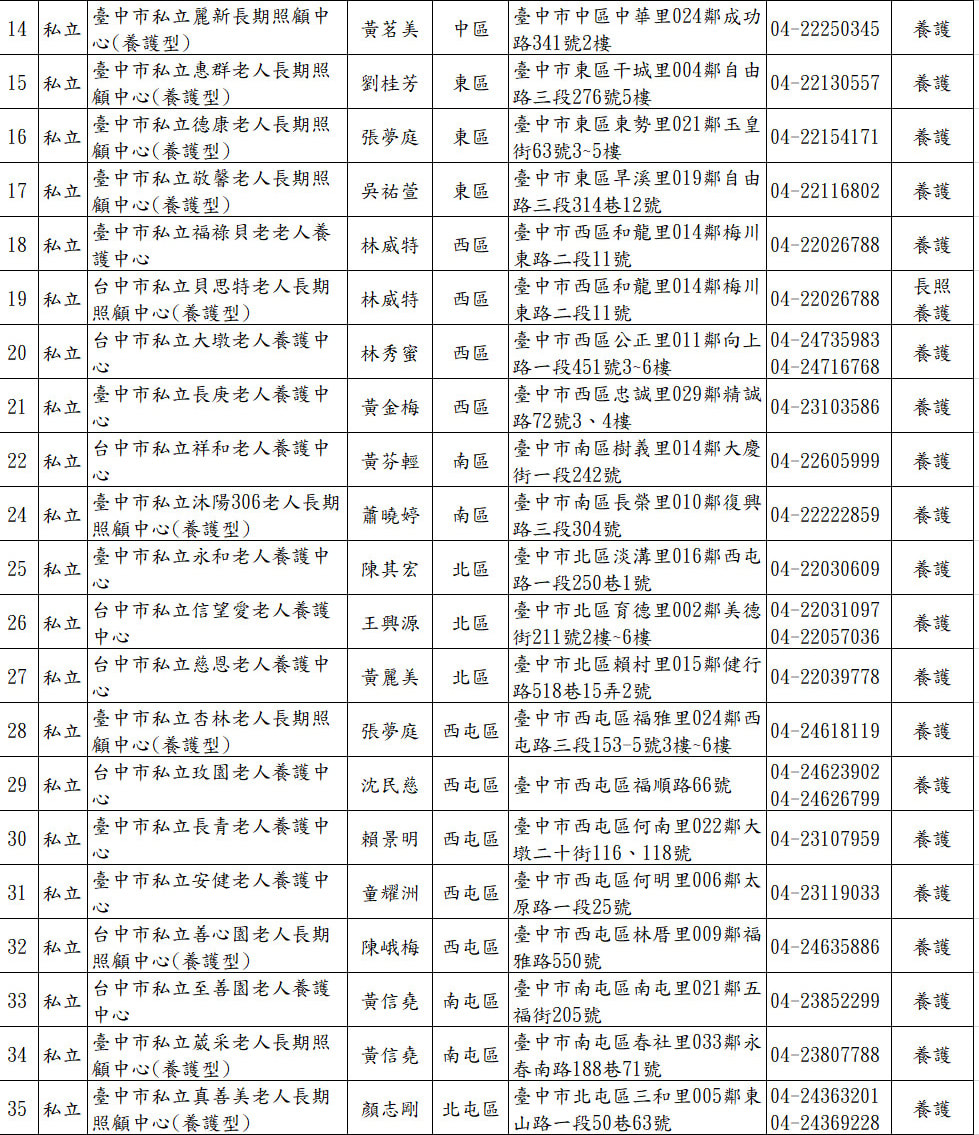 14 私立 臺中市私立麗新長期照顧中 黃茗美 中區 臺中市中區中華里024鄰成功 04-22250345 養護
心(養護型) 路341號2樓
15 私立 臺中市私立惠群老人長期照 劉桂芳 東區 臺中市東區干城里004鄰自由 04-22130557 養護
顧中心(養護型) 路三段276號5樓
16 私立 臺中市私立德康老人長期照 張夢庭 東區 臺中市東區東勢里021鄰玉皇 04-22154171 養護
顧中心(養護型) 街63號3~5樓
17 私立 臺中市私立敬馨老人長期照 吳祐萱 東區 臺中市東區旱溪里019鄰自由 04-22116802 養護
顧中心(養護型) 路三段314巷12號
18 私立 臺中市私立福祿貝老老人養 林威特 西區 臺中市西區和龍里014鄰梅川 04-22026788 養護
護中心 東路二段11號
19 私立 台中市私立貝思特老人長期 林威特 西區 臺中市西區和龍里014鄰梅川 04-22026788 長照
照顧中心(養護型) 東路二段11號 養護
20 私立 台中市私立大墩老人養護中 林秀蜜 西區 臺中市西區公正里011鄰向上 04-24735983 養護
心 路一段451號3~6樓 04-24716768
21 私立 臺中市私立長庚老人養護中 黃金梅 西區 臺中市西區忠誠里029鄰精誠 04-23103586 養護
心 路72號3、4樓
22 私立 台中市私立祥和老人養護中 黃芬輕 南區 臺中市南區樹義里014鄰大慶 04-22605999 養護
心 街一段242號
24 私立 臺中市私立沐陽306老人長期 蕭曉婷 南區 臺中市南區長榮里010鄰復興 04-22222859 養護
照顧中心(養護型) 路三段304號
25 私立 臺中市私立永和老人養護中 陳其宏 北區 臺中市北區淡溝里016鄰西屯 04-22030609 養護
心 路一段250巷1號
26 私立 台中市私立信望愛老人養護 王興源 北區 臺中市北區育德里002鄰美德 04-22031097 養護
中心 街211號2樓~6樓 04-22057036
27 私立 台中市私立慈恩老人養護中 黃麗美 北區 臺中市北區賴村里015鄰健行 04-22039778 養護
心 路518巷15弄2號
28 私立 臺中市私立杏林老人長期照 張夢庭 西屯區 臺中市西屯區福雅里024鄰西 04-24618119 養護
顧中心(養護型) 屯路三段153-5號3樓~6樓
29 私立 台中市私立玫園老人養護中 沈民慈 西屯區 臺中市西屯區福順路66號 04-24623902 養護
心 04-24626799
30 私立 臺中市私立長青老人養護中 賴景明 西屯區 臺中市西屯區何南里022鄰大 04-23107959 養護
心 墩二十街116、118號
31 私立 臺中市私立安健老人養護中 童耀洲 西屯區 臺中市西屯區何明里006鄰太 04-23119033 養護
心 原路一段25號
32 私立 台中市私立善心園老人長期 陳峨梅 西屯區 臺中市西屯區林厝里009鄰福 04-24635886 養護
照顧中心(養護型) 雅路550號
33 私立 台中市私立至善園老人養護 黃信堯 南屯區 臺中市南屯區南屯里021鄰五 04-23852299 養護
中心 福街205號
34 私立 臺中市私立葳采老人長期照 黃信堯 南屯區 臺中市南屯區春社里033鄰永 04-23807788 養護
顧中心(養護型) 春南路188巷71號
35 私立 臺中市私立真善美老人長期 顏志剛 北屯區 臺中市北屯區三和里005鄰東 04-24363201 養護
照顧中心(養護型) 山路一段50巷63號 04-24369228